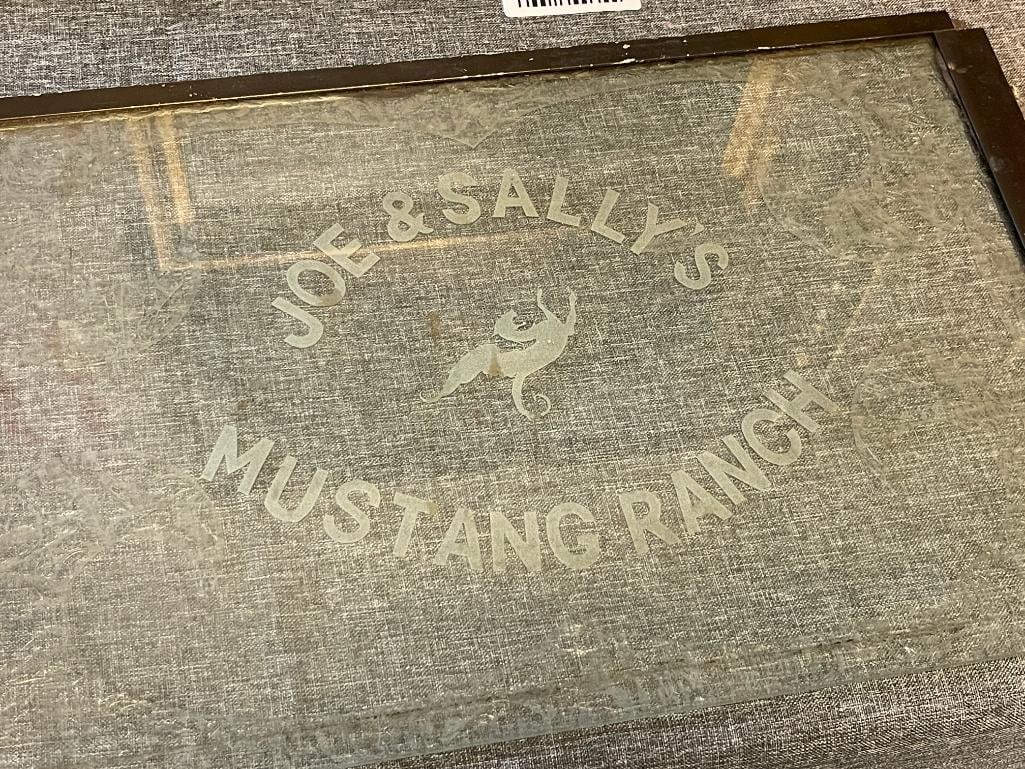 JOE & SALLY'S
MUSTANG RANCH